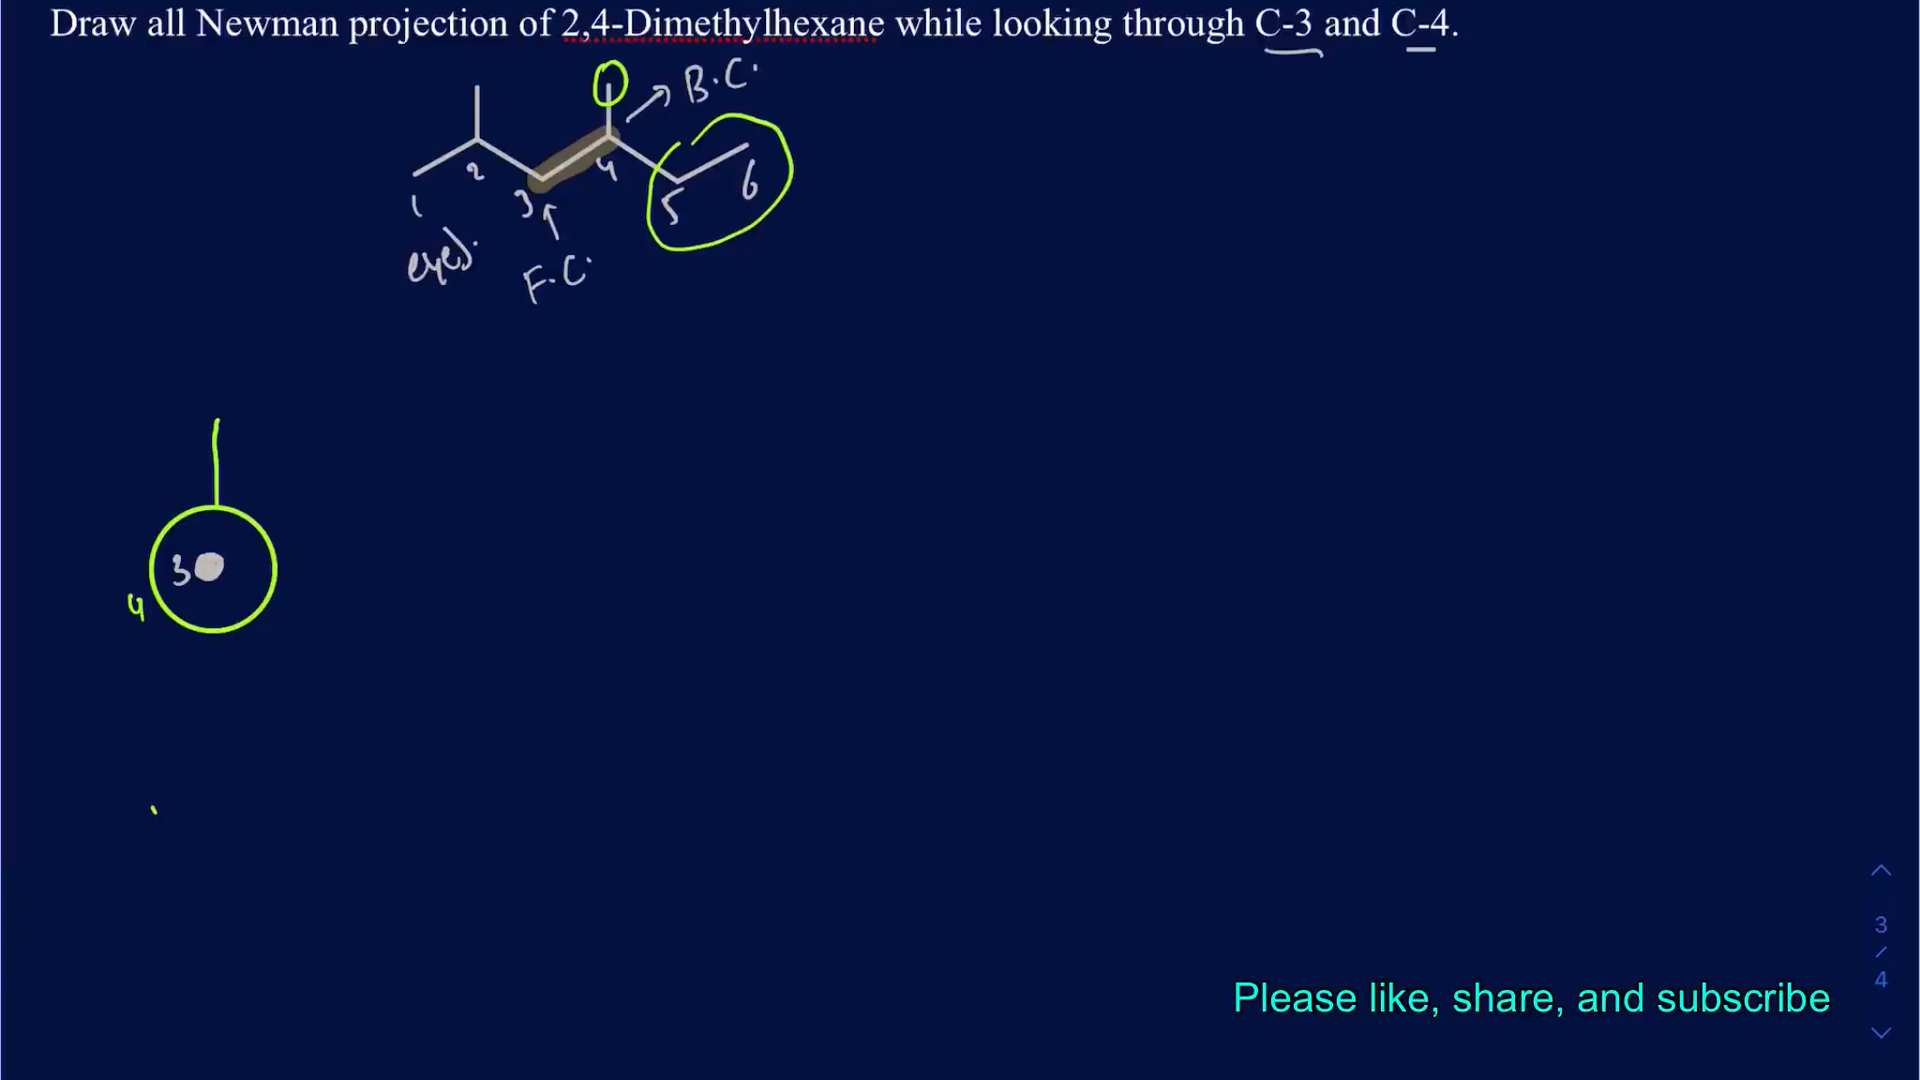 Draw all Newman projection of 2,4-Dimethylhexane while looking through C-3 and C-4.
B.C.
1 2 3 4 5 6
eye).
F.C.
3
4
3
/
4
Please like, share, and subscribe